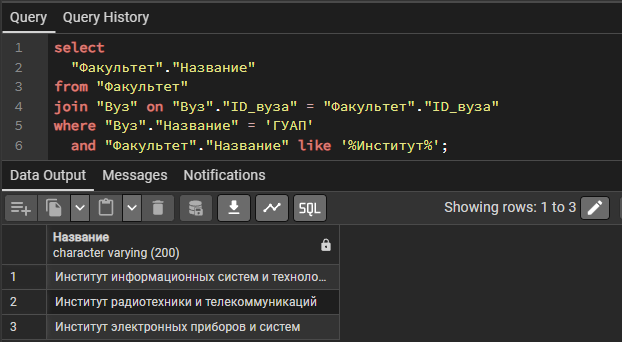 Query Query History
1 select
2 "Факультет"."Название"
3 from "Факультет"
4 join "Вуз" on "Вуз"."ID_вуза" = "Факультет"."ID_вуза"
5 where "Вуз"."Название" = 'ГУАП'
6 and "Факультет"."Название" like '%Институт%';
Data Output Messages Notifications
SQL Showing rows: 1 to 3
Название
character varying (200)
1 Институт информационных систем и техноло...
2 Институт радиотехники и телекоммуникаций
3 Институт электронных приборов и систем